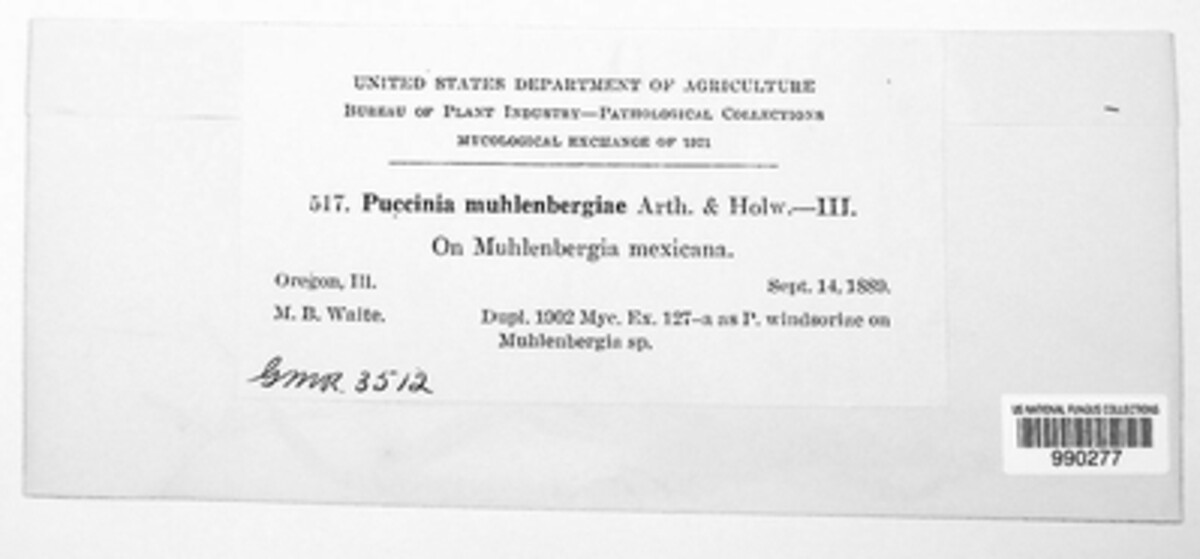 UNITED STATES DEPARTMENT OF AGRICULTURE
BUREAU OF PLANT INDUSTRY—PATHOLOGICAL COLLECTIONS
MYCOLOGICAL EXCHANGE OF 1921
517. Puccinia muhlenbergiae Arth. & Holw.—III.
On Muhlenbergia mexicana.
Oregon, Ill. Sept. 14, 1889.
M. B. Waite. Dupl. 1902 Myc. Ex. 127-a as P. windsoriae on
Muhlenbergia sp.
GMR 3512
US NATIONAL FUNGUS COLLECTIONS
990277